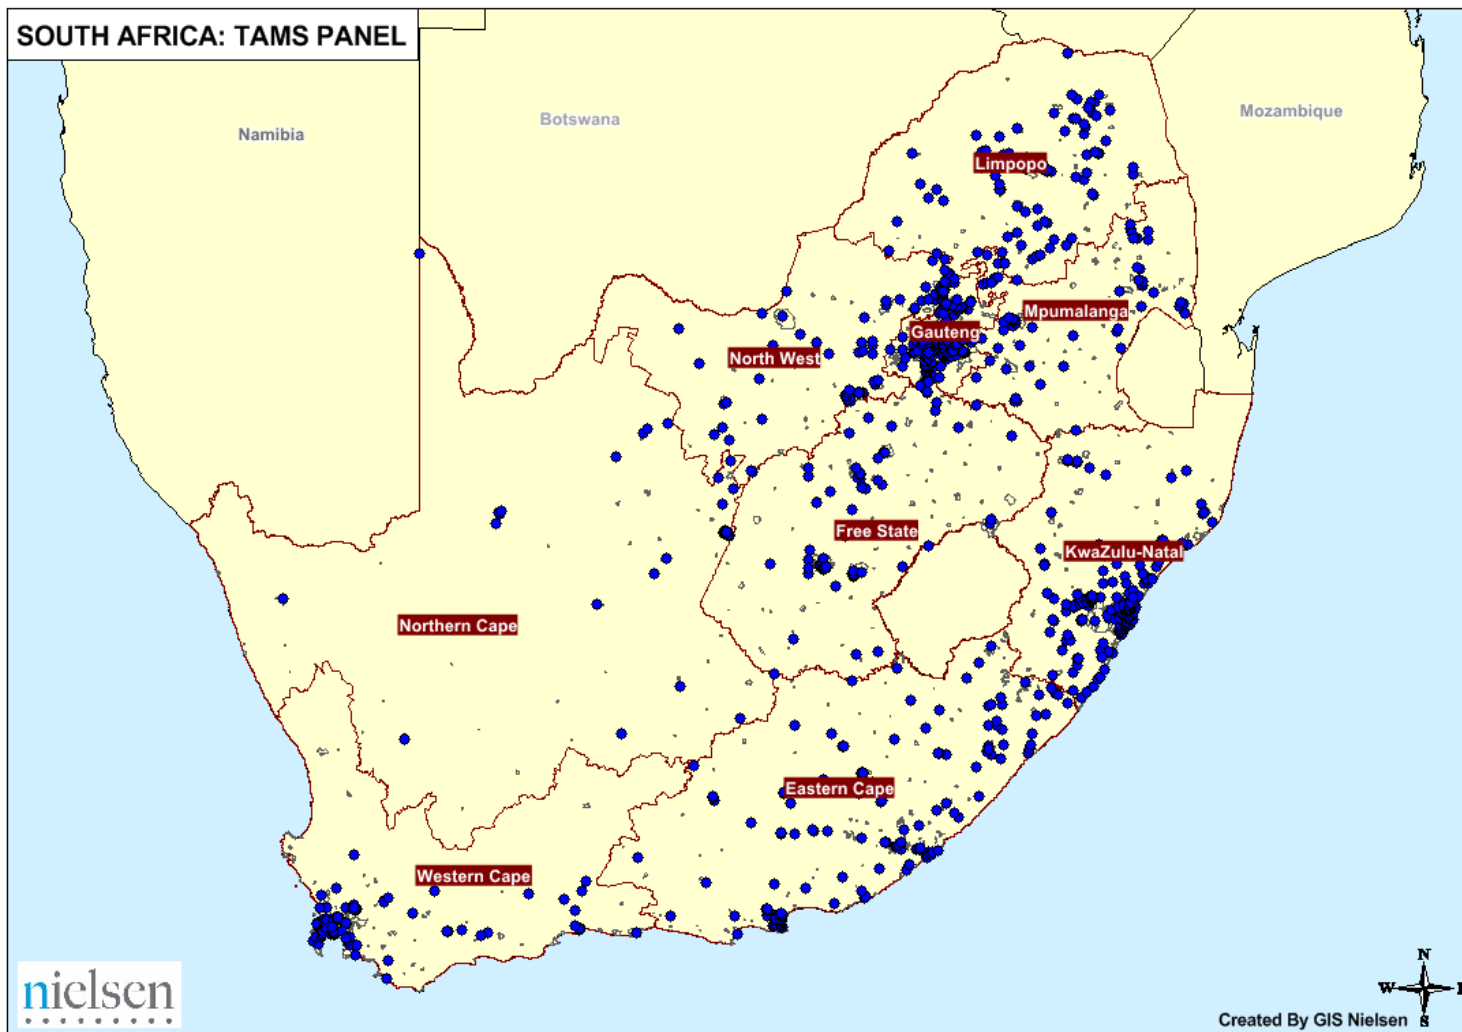 SOUTH AFRICA: TAMS PANEL
Namibia
Botswana
Mozambique
Limpopo
Mpumalanga
Gauteng
North West
Free State
KwaZulu-Natal
Northern Cape
Eastern Cape
Western Cape
nielsen
N
W
E
S
Created By GIS Nielsen